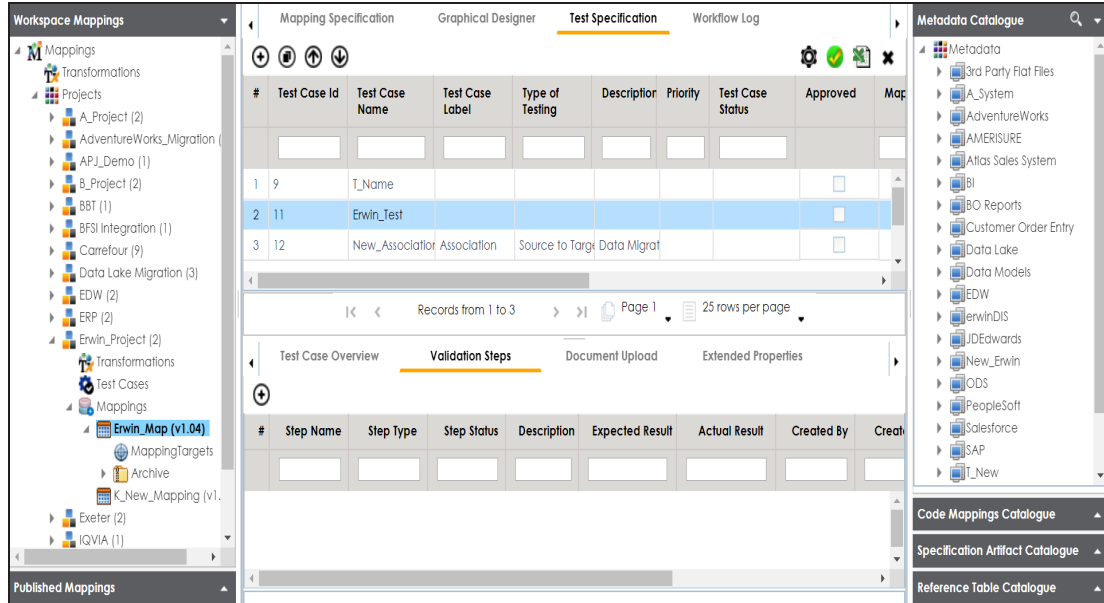 Workspace Mappings
Mappings
Transformations
Projects
A_Project (2)
AdventureWorks_Migration (
APJ_Demo (1)
B_Project (2)
BBT (1)
BFSI Integration (1)
Carrefour (9)
Data Lake Migration (3)
EDW (2)
ERP (2)
Erwin_Project (2)
Transformations
Test Cases
Mappings
Erwin_Map (v1.04)
MappingTargets
Archive
K_New_Mapping (v1.
Exeter (2)
IQVIA (1)
Published Mappings
Mapping Specification Graphical Designer Test Specification Workflow Log
# Test Case Id Test Case Name Test Case Label Type of Testing Description Priority Test Case Status Approved Map
1 9 T_Name
2 11 Erwin_Test
3 12 New_Association Association Source to Targe Data Migrat
Records from 1 to 3 Page 1 25 rows per page
Test Case Overview Validation Steps Document Upload Extended Properties
# Step Name Step Type Step Status Description Expected Result Actual Result Created By Create
Metadata Catalogue
Metadata
3rd Party Flat Files
A_System
AdventureWorks
AMERISURE
Atlas Sales System
BI
BO Reports
Customer Order Entry
Data Lake
Data Models
EDW
erwinDIS
JDEdwards
New_Erwin
ODS
PeopleSoft
Salesforce
SAP
T_New
Code Mappings Catalogue
Specification Artifact Catalogue
Reference Table Catalogue